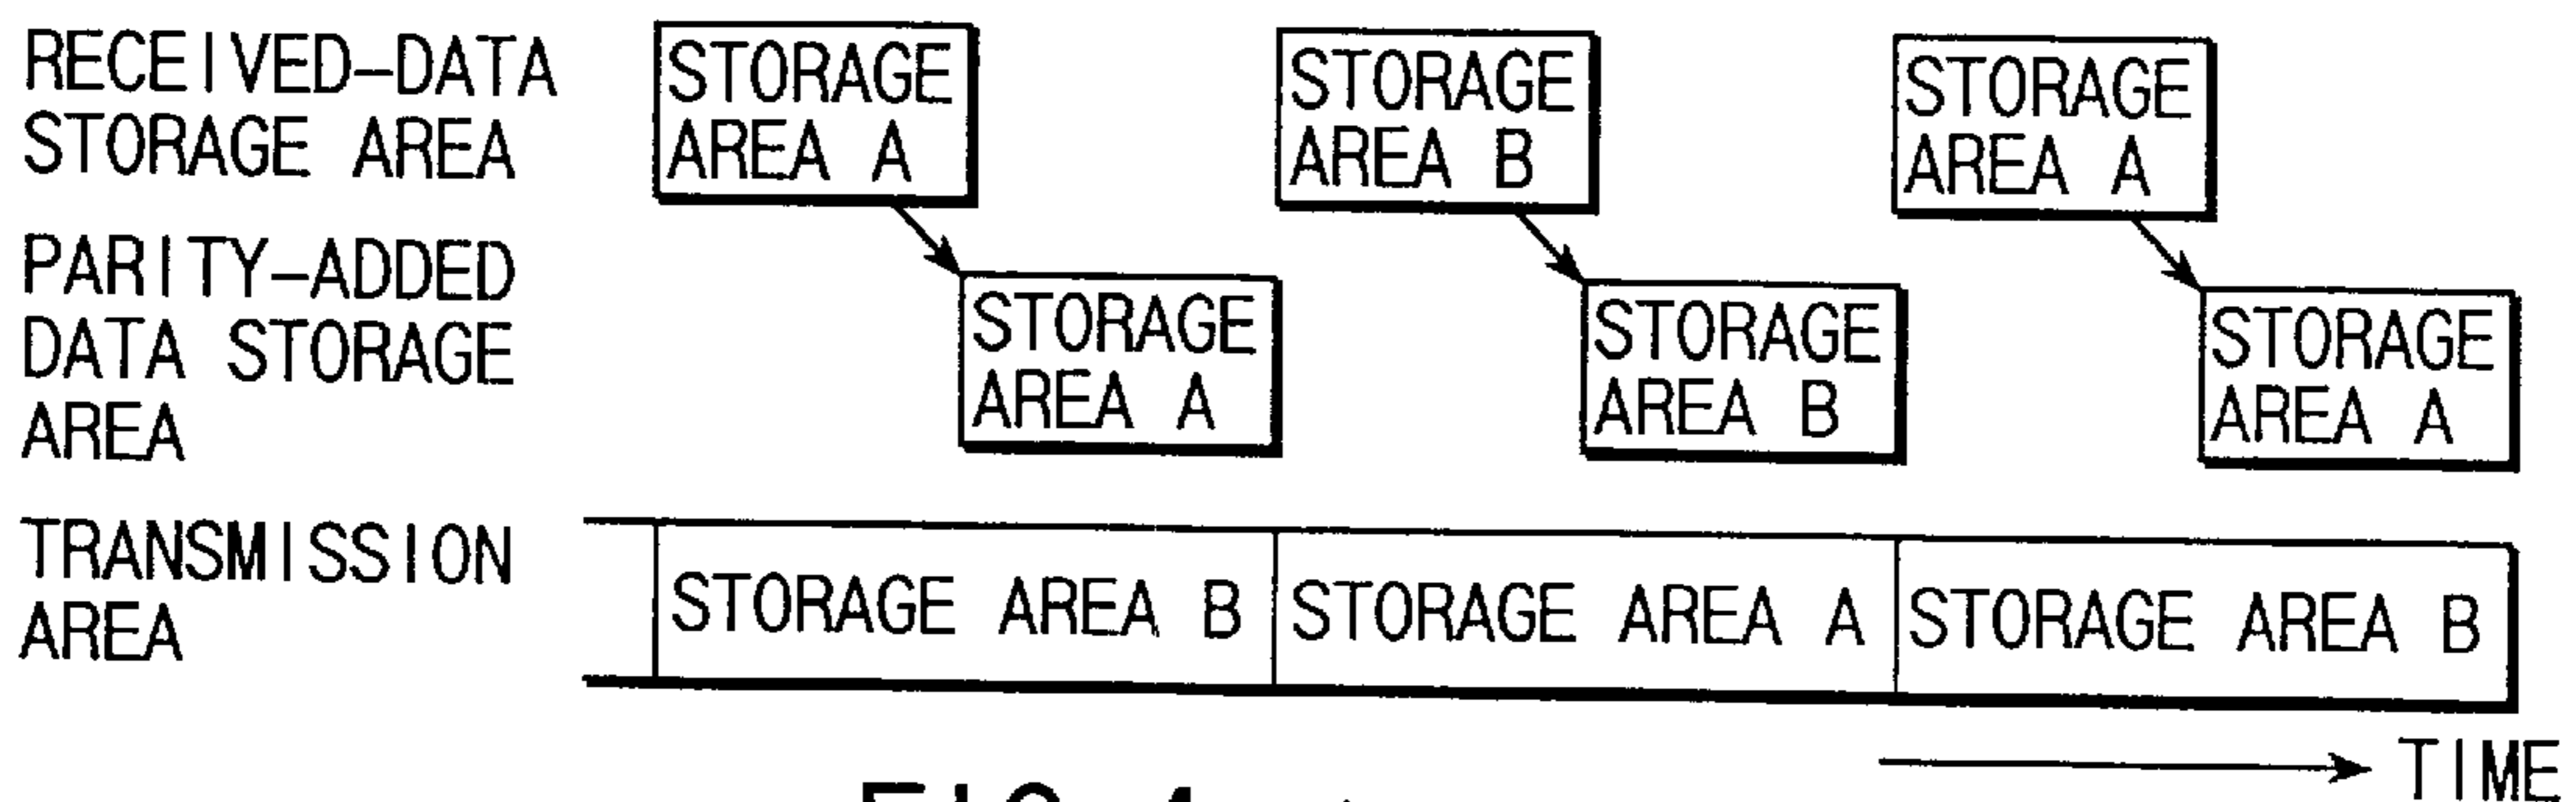 RECEIVED-DATA
STORAGE AREA
STORAGE
AREA A
STORAGE
AREA B
STORAGE
AREA A
PARITY-ADDED
DATA STORAGE
AREA
STORAGE
AREA A
STORAGE
AREA B
STORAGE
AREA A
TRANSMISSION
AREA
STORAGE AREA B
STORAGE AREA A
STORAGE AREA B
TIME